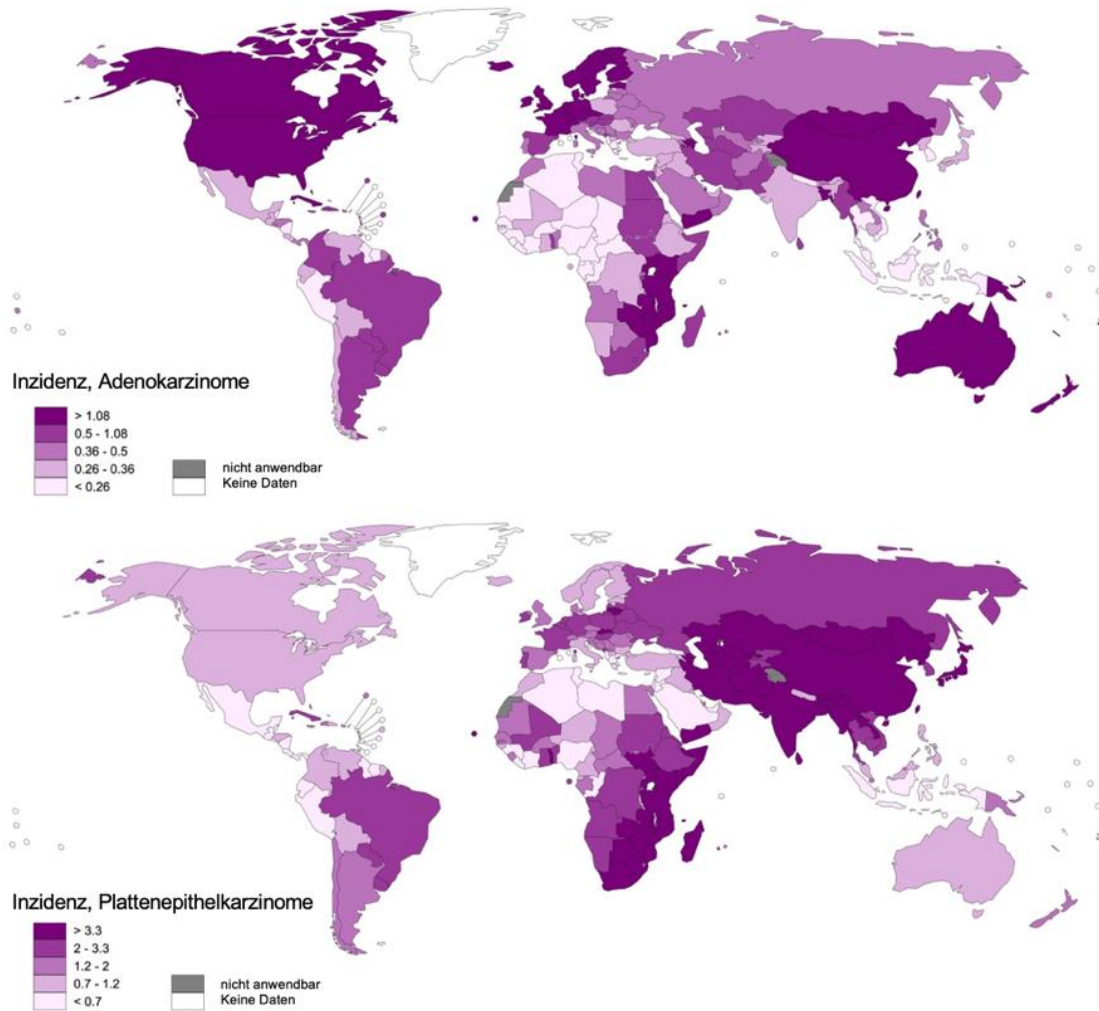 Inzidenz, Adenokarzinome
> 1.08
0.5 - 1.08
0.36 - 0.5
0.26 - 0.36
< 0.26
nicht anwendbar
Keine Daten
Inzidenz, Plattenepithelkarzinome
> 3.3
2 - 3.3
1.2 - 2
0.7 - 1.2
< 0.7
nicht anwendbar
Keine Daten